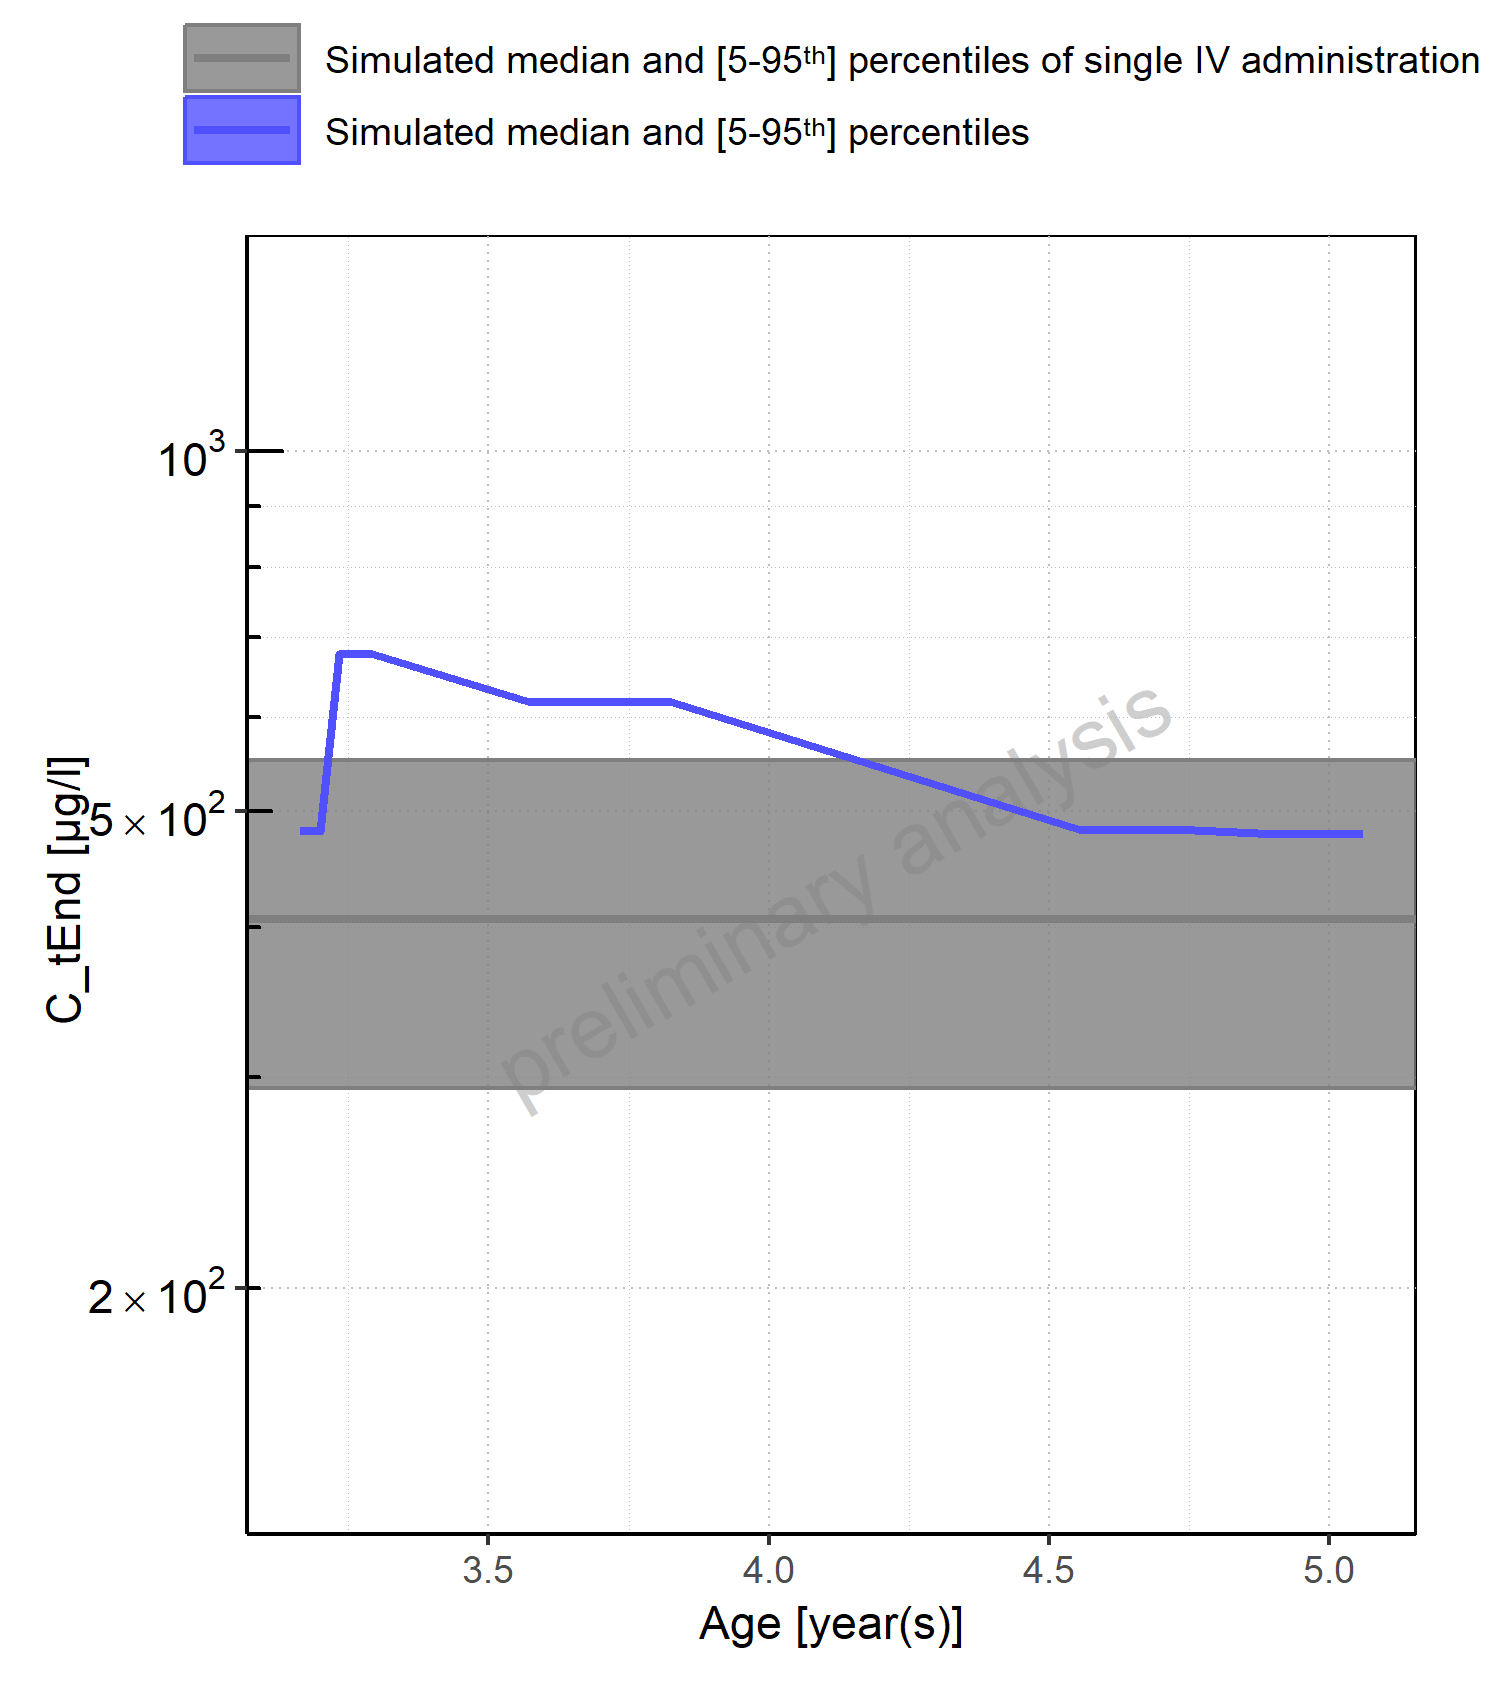 Simulated median and [5-95th] percentiles of single IV administration
Simulated median and [5-95th] percentiles
10³
5 × 10²
2 × 10²
C_tEnd [µg/l]
preliminary analysis
3.5 4.0 4.5 5.0
Age [year(s)]